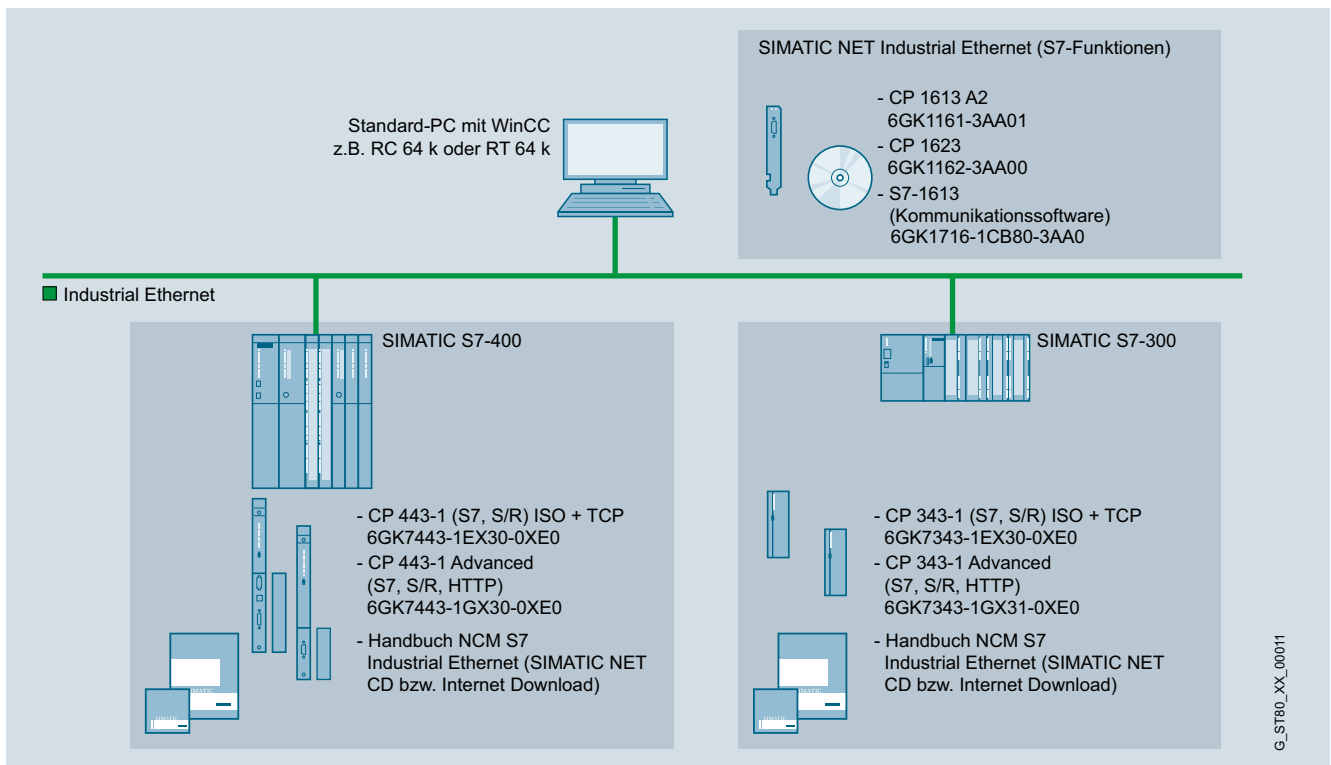 SIMATIC NET Industrial Ethernet (S7-Funktionen)
- CP 1613 A2
6GK1161-3AA01
- CP 1623
6GK1162-3AA00
- S7-1613
(Kommunikationssoftware)
6GK1716-1CB80-3AA0
Standard-PC mit WinCC
z.B. RC 64 k oder RT 64 k
Industrial Ethernet
SIMATIC S7-400
- CP 443-1 (S7, S/R) ISO + TCP
6GK7443-1EX30-0XE0
- CP 443-1 Advanced
(S7, S/R, HTTP)
6GK7443-1GX30-0XE0
- Handbuch NCM S7
Industrial Ethernet (SIMATIC NET
CD bzw. Internet Download)
SIMATIC
SIMATIC
SIMATIC S7-300
- CP 343-1 (S7, S/R) ISO + TCP
6GK7343-1EX30-0XE0
- CP 343-1 Advanced
(S7, S/R, HTTP)
6GK7343-1GX31-0XE0
- Handbuch NCM S7
Industrial Ethernet (SIMATIC NET
CD bzw. Internet Download)
SIMATIC
SIMATIC
G_ST80_XX_00011